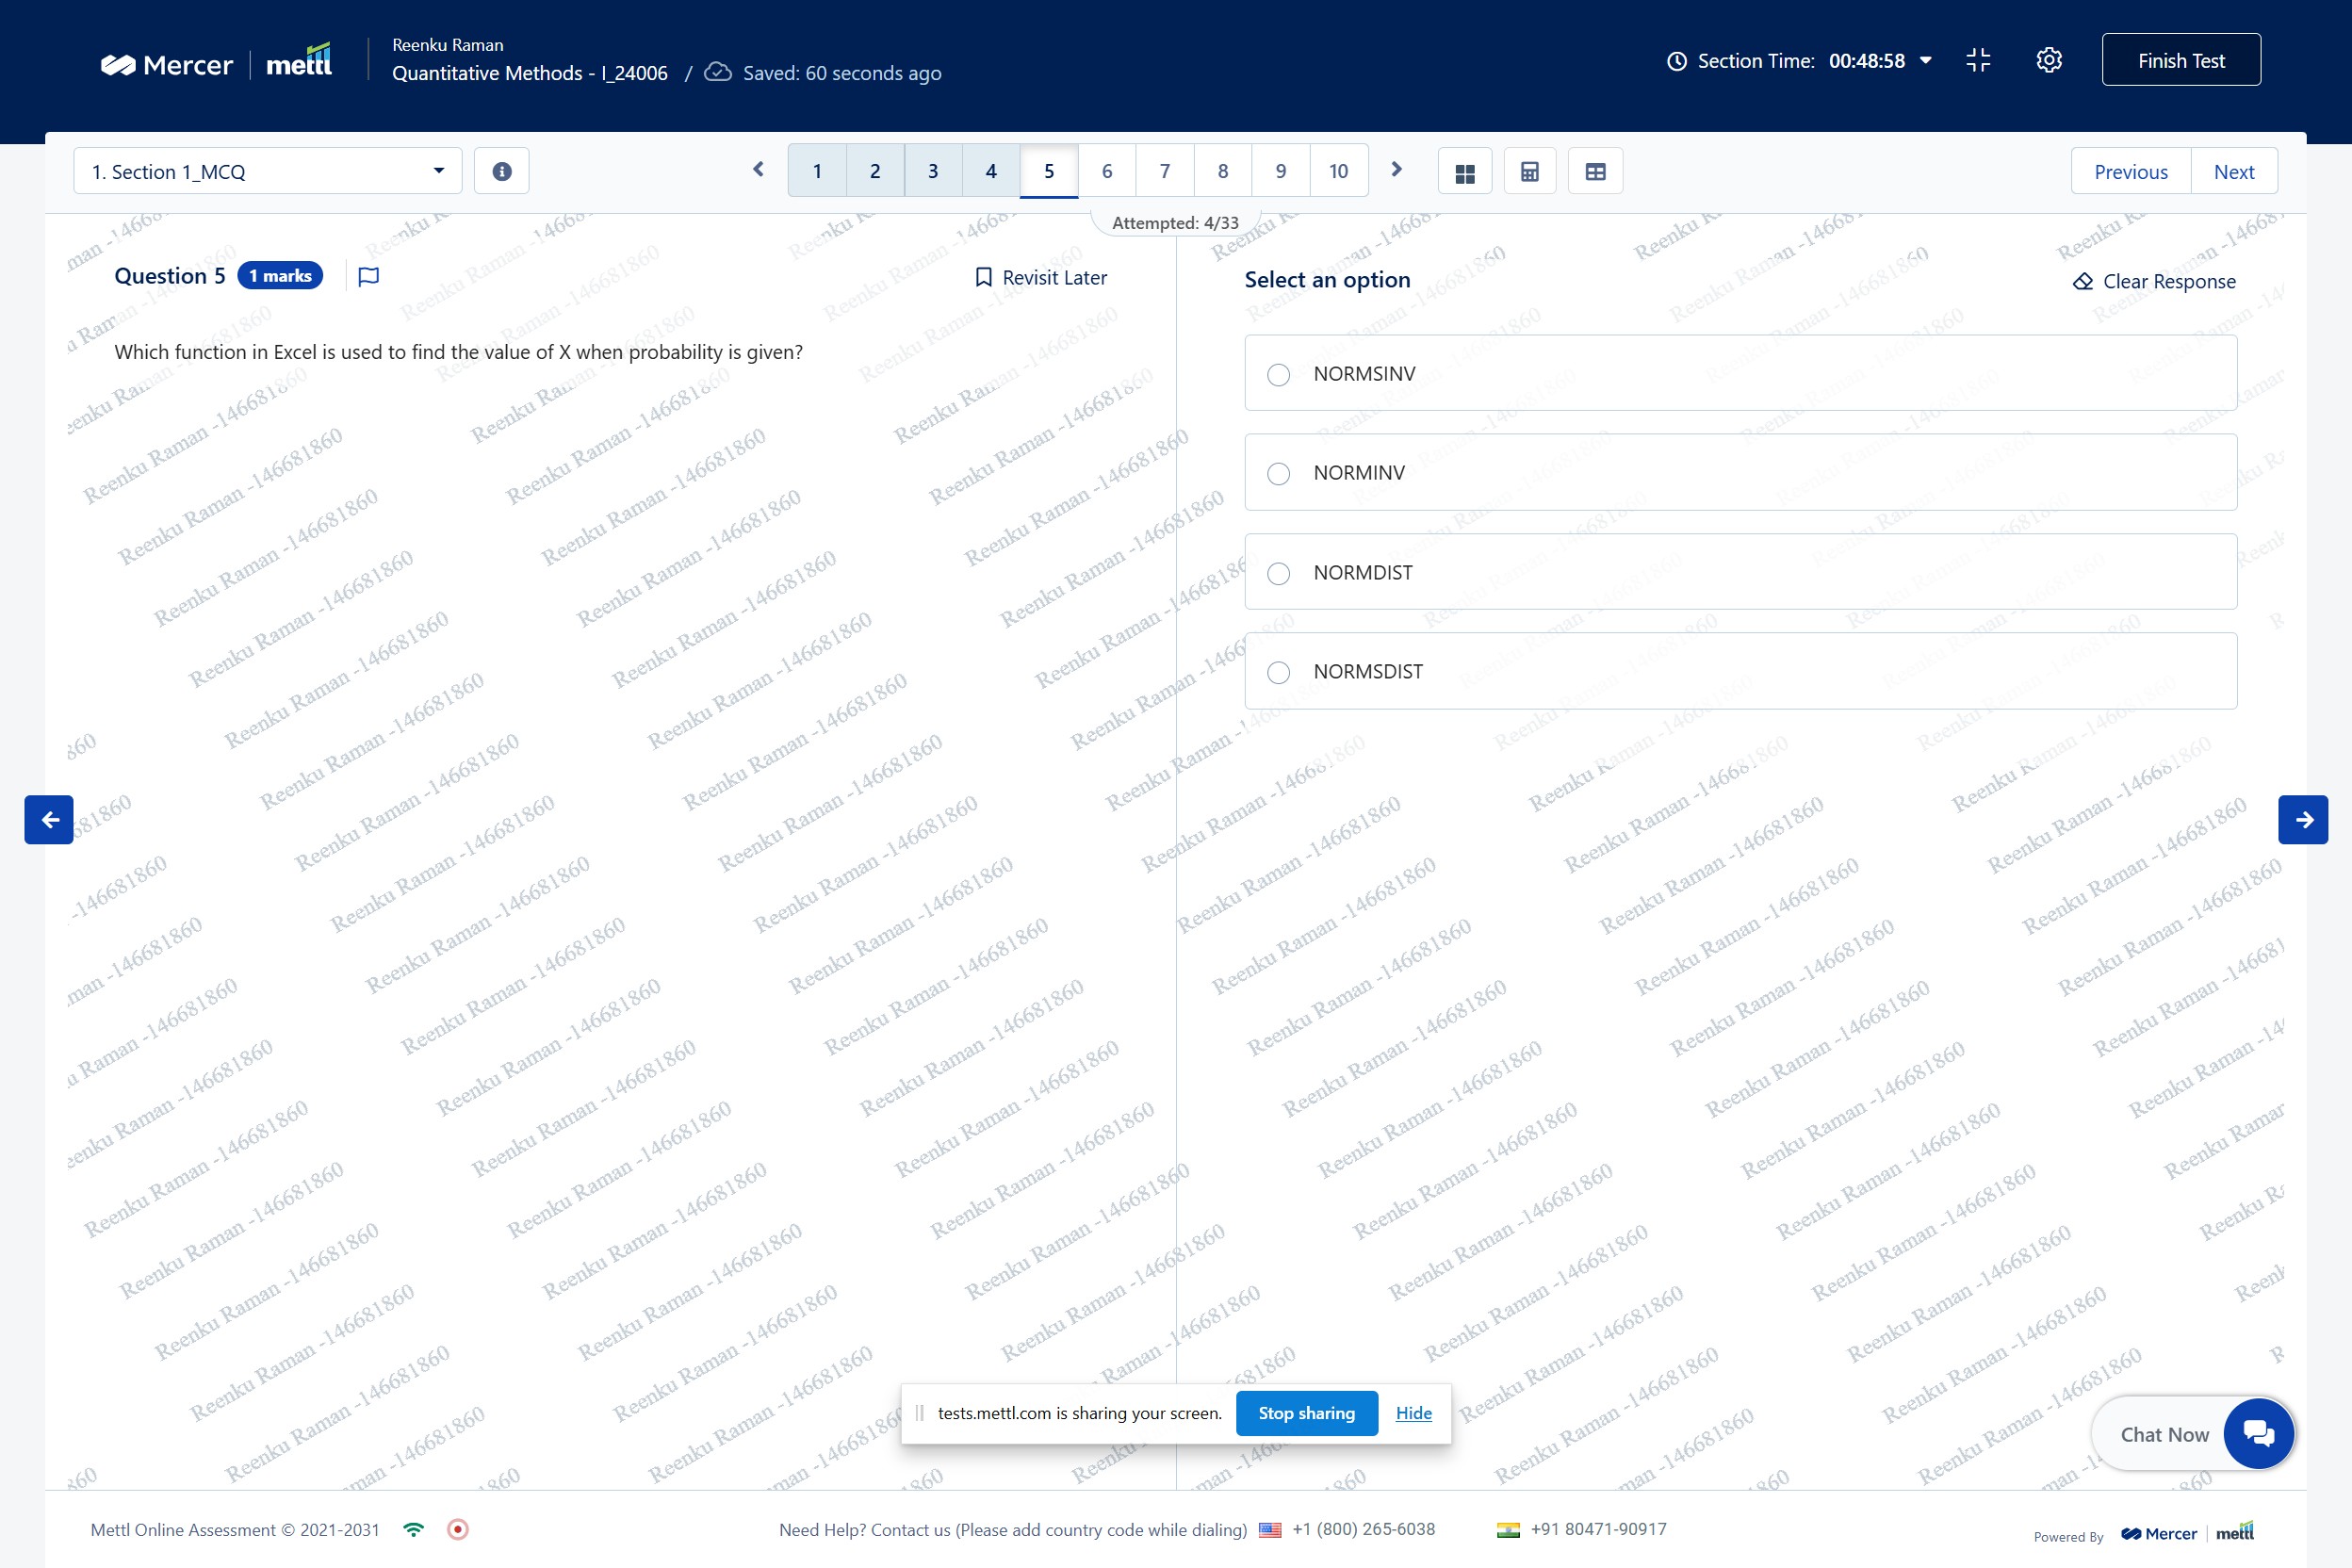 Mercer mettl
Reenku Raman
Quantitative Methods - I_24006 / Saved: 60 seconds ago
Section Time: 00:48:58
Finish Test
1. Section 1_MCQ
1 2 3 4 5 6 7 8 9 10
Previous Next
Attempted: 4/33
Question 5 1 marks
Revisit Later
Which function in Excel is used to find the value of X when probability is given?
Select an option
Clear Response
NORMSINV
NORMINV
NORMDIST
NORMSDIST
Reenku Raman -146681860
tests.mettl.com is sharing your screen. Stop sharing Hide
Chat Now
Mettl Online Assessment © 2021-2031
Need Help? Contact us (Please add country code while dialing) +1 (800) 265-6038 +91 80471-90917
Powered By Mercer mettl